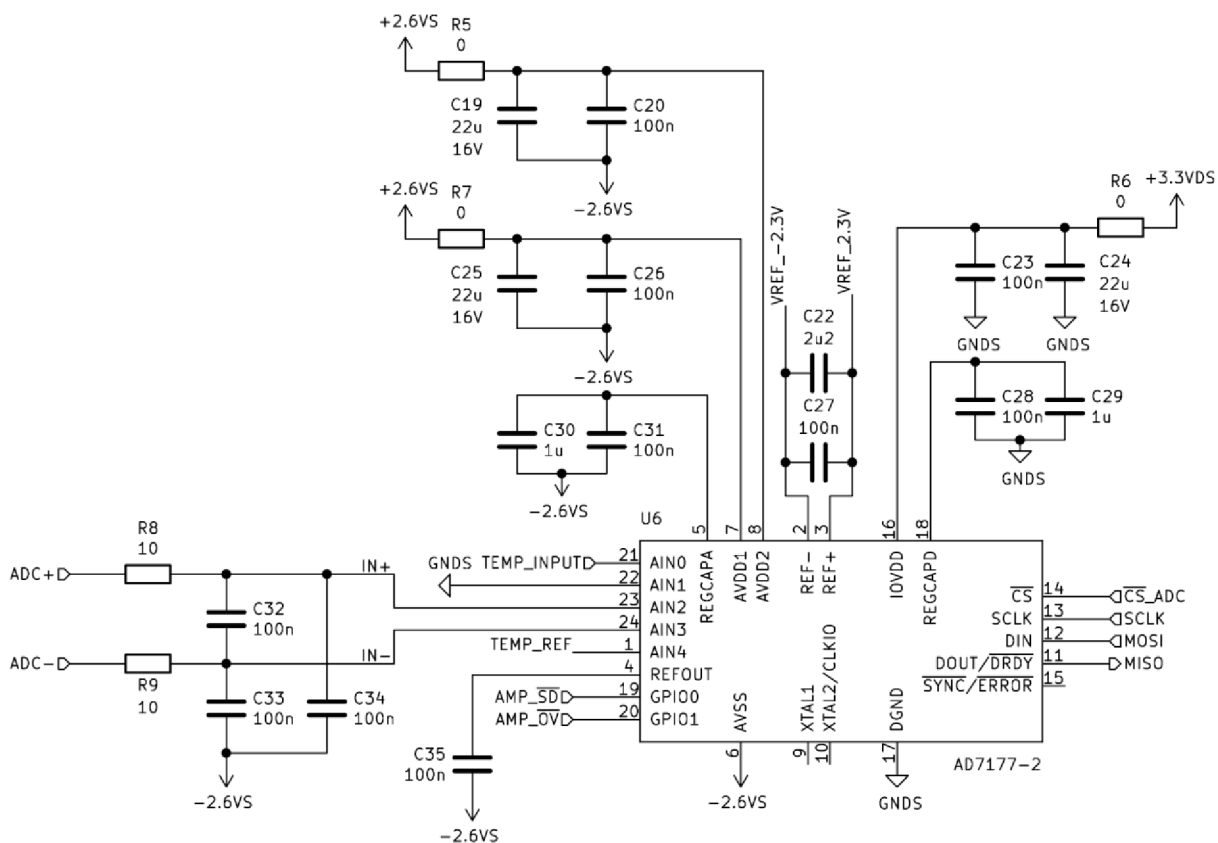 +2.6VS
R5
0
C19
22u
16V
C20
100n
-2.6VS
+2.6VS
R7
0
C25
22u
16V
C26
100n
-2.6VS
VREF_-2.3V
VREF_2.3V
C22
2u2
C27
100n
R6
0
+3.3VDS
C23
100n
C24
22u
16V
GNDS
GNDS
C28
100n
C29
1u
GNDS
C30
1u
C31
100n
-2.6VS
U6
5
7
8
2
3
16
18
REGCAPA
AVDD1
AVDD2
REF-
REF+
IOVDD
REGCAPD
R8
10
ADC+
IN+
C32
100n
ADC-
IN-
R9
10
C33
100n
C34
100n
-2.6VS
GNDS
TEMP_INPUT
21
AIN0
22
AIN1
23
AIN2
24
AIN3
TEMP_REF
1
AIN4
4
REFOUT
AMP_SD
19
GPIO0
AMP_OV
20
GPIO1
C35
100n
-2.6VS
CS
14
CS_ADC
SCLK
13
SCLK
DIN
12
MOSI
DOUT/DRDY
11
MISO
SYNC/ERROR
15
AVSS
XTAL1
XTAL2/CLKIO
DGND
6
9
10
17
-2.6VS
GNDS
AD7177-2